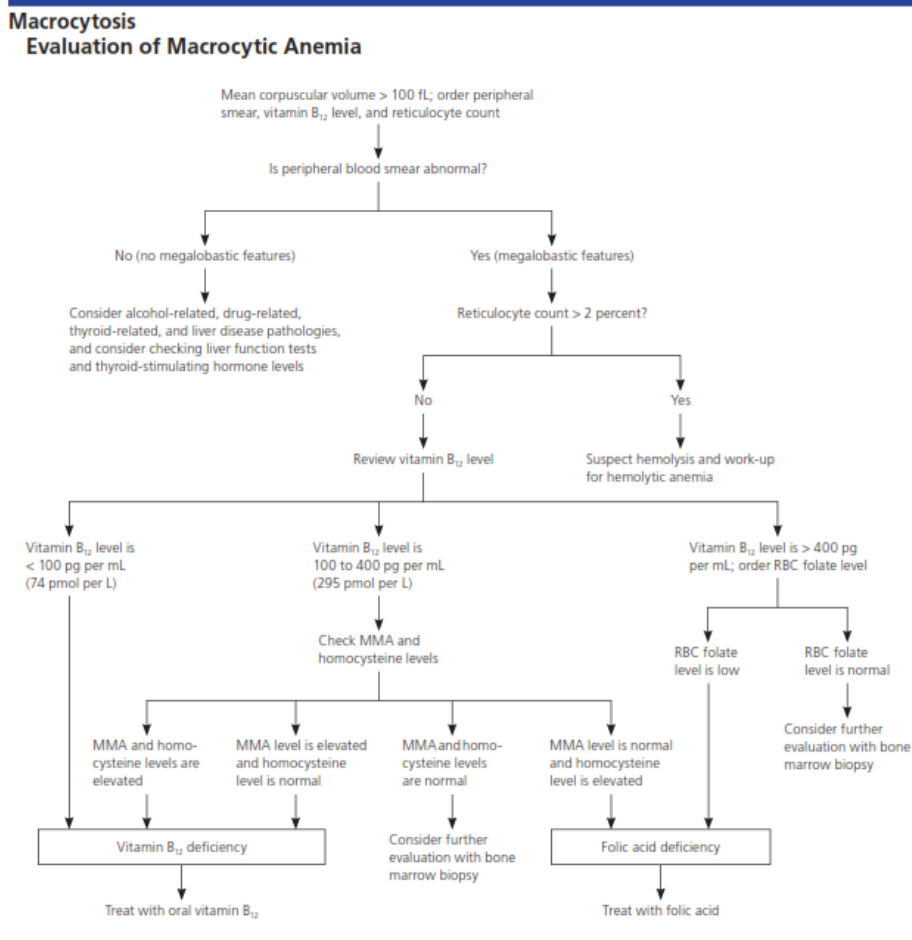 Macrocytosis
Evaluation of Macrocytic Anemia
Mean corpuscular volume > 100 fL; order peripheral
smear, vitamin B₁₂ level, and reticulocyte count
Is peripheral blood smear abnormal?
No (no megalobastic features)
Yes (megalobastic features)
Consider alcohol-related, drug-related,
thyroid-related, and liver disease pathologies,
and consider checking liver function tests
and thyroid-stimulating hormone levels
Reticulocyte count > 2 percent?
No
Yes
Review vitamin B₁₂ level
Suspect hemolysis and work-up
for hemolytic anemia
Vitamin B₁₂ level is
< 100 pg per mL
(74 pmol per L)
Vitamin B₁₂ level is
100 to 400 pg per mL
(295 pmol per L)
Vitamin B₁₂ level is > 400 pg
per mL; order RBC folate level
Check MMA and
homocysteine levels
RBC folate
level is low
RBC folate
level is normal
MMA and homo-
cysteine levels are
elevated
MMA level is elevated
and homocysteine
level is normal
MMA and homo-
cysteine levels
are normal
MMA level is normal
and homocysteine
level is elevated
Consider further
evaluation with bone
marrow biopsy
Vitamin B₁₂ deficiency
Consider further
evaluation with bone
marrow biopsy
Folic acid deficiency
Treat with oral vitamin B₁₂
Treat with folic acid